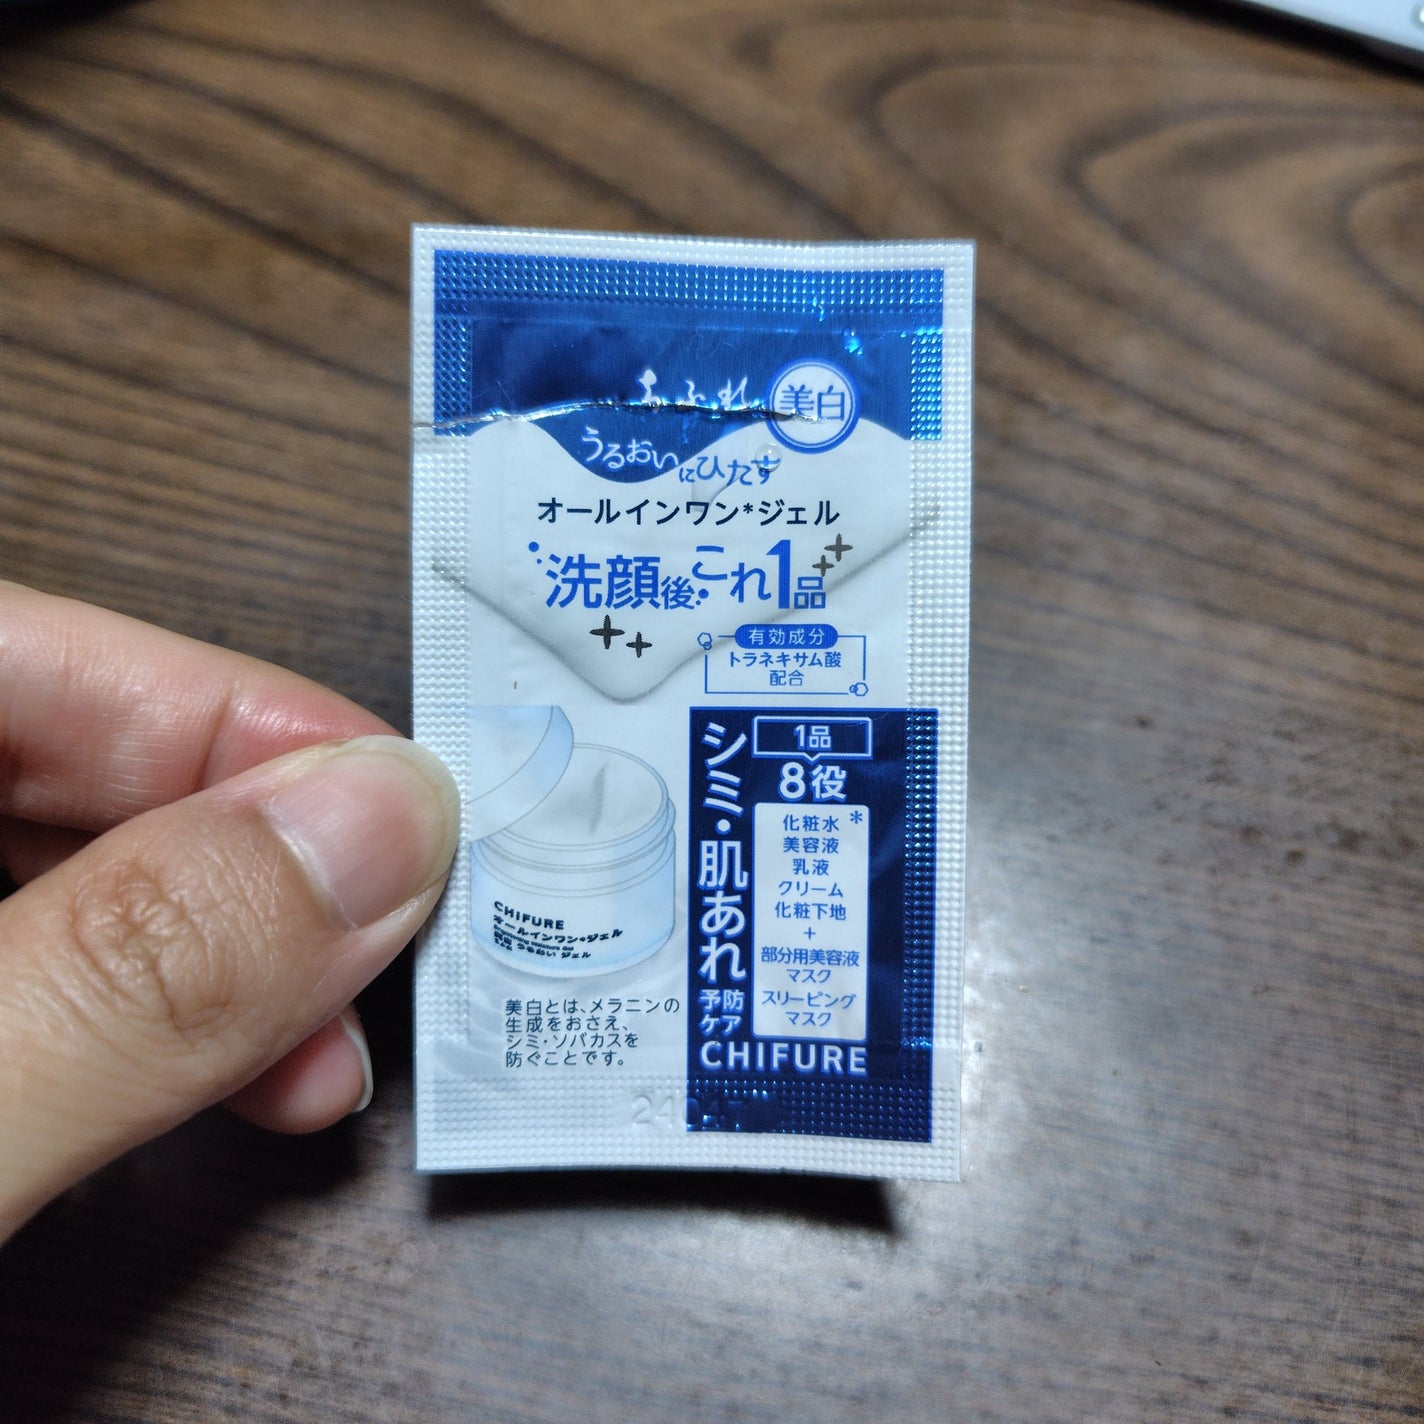 ちふれ
美白
うるおいにひたす
オールインワン*ジェル
洗顔後これ1品
有効成分
トラネキサム酸
配合
シミ・肌あれ
予防
ケア
1品
8役
化粧水*
美容液
乳液
クリーム
化粧下地
+
部分用美容液
マスク
スリーピング
マスク
CHIFURE
CHIFURE
オールインワン*ジェル
Brightening Moisture Gel
美白とは、メラニンの
生成をおさえ、
シミ・ソバカスを
防ぐことです。